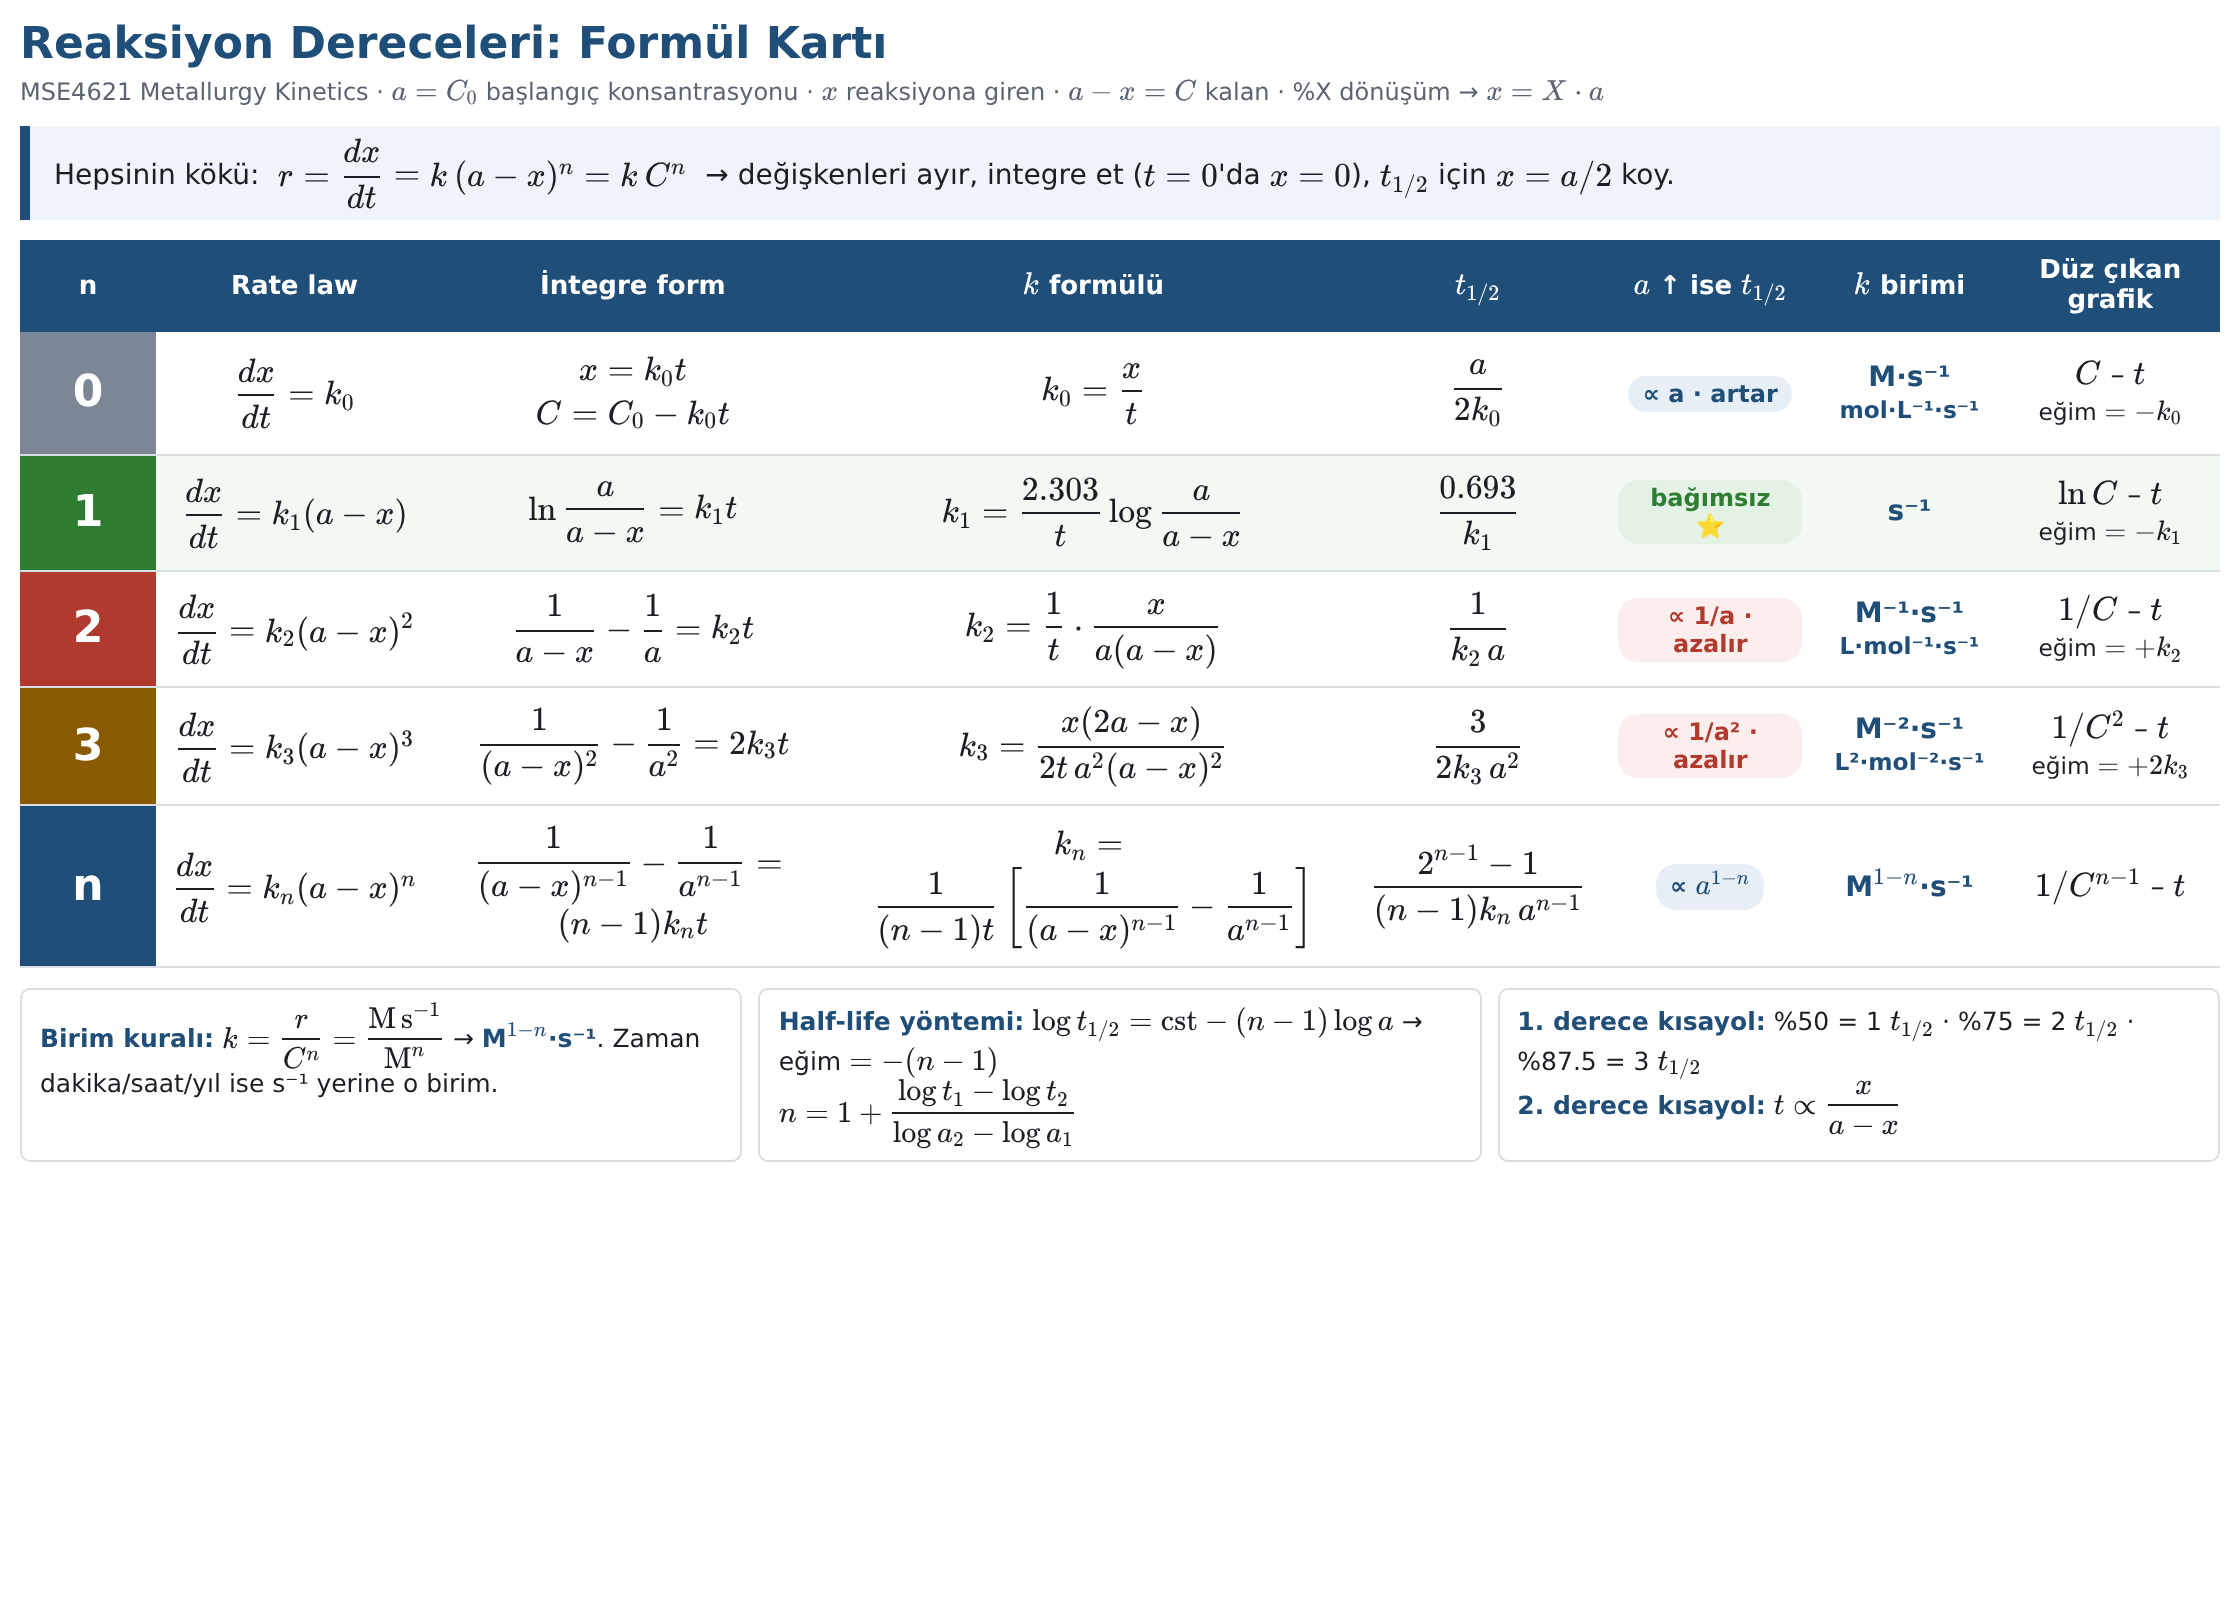 Reaksiyon Dereceleri: Formül Kartı
MSE4621 Metallurgy Kinetics · a = C₀ başlangıç konsantrasyonu · x reaksiyona giren · a − x = C kalan · %X dönüşüm → x = X · a
Hepsinin kökü: r = dx/dt = k (a − x)ⁿ = k Cⁿ → değişkenleri ayır, integre et (t = 0'da x = 0), t₁/₂ için x = a/2 koy.
n | Rate law | İntegre form | k formülü | t₁/₂ | a ↑ ise t₁/₂ | k birimi | Düz çıkan grafik
0 | dx/dt = k₀ | x = k₀t | k₀ = x/t | a/(2k₀) | ∝ a · artar | M·s⁻¹ | C – t
C = C₀ − k₀t | mol·L⁻¹·s⁻¹ | eğim = −k₀
1 | dx/dt = k₁(a − x) | ln a/(a − x) = k₁t | k₁ = 2.303/t log a/(a − x) | 0.693/k₁ | bağımsız ⭐ | s⁻¹ | ln C – t
eğim = −k₁
2 | dx/dt = k₂(a − x)² | 1/(a − x) − 1/a = k₂t | k₂ = 1/t · x/(a(a − x)) | 1/(k₂ a) | ∝ 1/a · azalır | M⁻¹·s⁻¹ | 1/C – t
L·mol⁻¹·s⁻¹ | eğim = +k₂
3 | dx/dt = k₃(a − x)³ | 1/(a − x)² − 1/a² = 2k₃t | k₃ = x(2a − x)/(2t a²(a − x)²) | 3/(2k₃ a²) | ∝ 1/a² · azalır | M⁻²·s⁻¹ | 1/C² – t
L²·mol⁻²·s⁻¹ | eğim = +2k₃
n | dx/dt = kₙ(a − x)ⁿ | 1/(a − x)ⁿ⁻¹ − 1/aⁿ⁻¹ = (n − 1)kₙt | kₙ = 1/((n − 1)t) [1/(a − x)ⁿ⁻¹ − 1/aⁿ⁻¹] | (2ⁿ⁻¹ − 1)/((n − 1)kₙ aⁿ⁻¹) | ∝ a¹⁻ⁿ | M¹⁻ⁿ·s⁻¹ | 1/Cⁿ⁻¹ – t
Birim kuralı: k = r/Cⁿ = M s⁻¹/Mⁿ → M¹⁻ⁿ·s⁻¹. Zaman
dakika/saat/yıl ise s⁻¹ yerine o birim.
Half-life yöntemi: log t₁/₂ = cst − (n − 1) log a →
eğim = −(n − 1)
n = 1 + (log t₁ − log t₂)/(log a₂ − log a₁)
1. derece kısayol: %50 = 1 t₁/₂ · %75 = 2 t₁/₂ ·
%87.5 = 3 t₁/₂
2. derece kısayol: t ∝ x/(a − x)